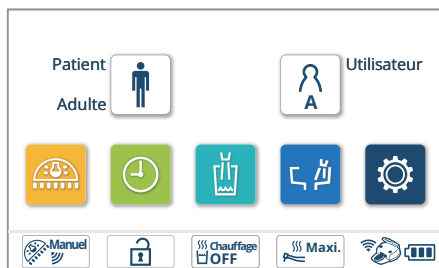 Patient
Utilisateur
Adulte
A
Manuel
Chauffage
OFF
Maxi.